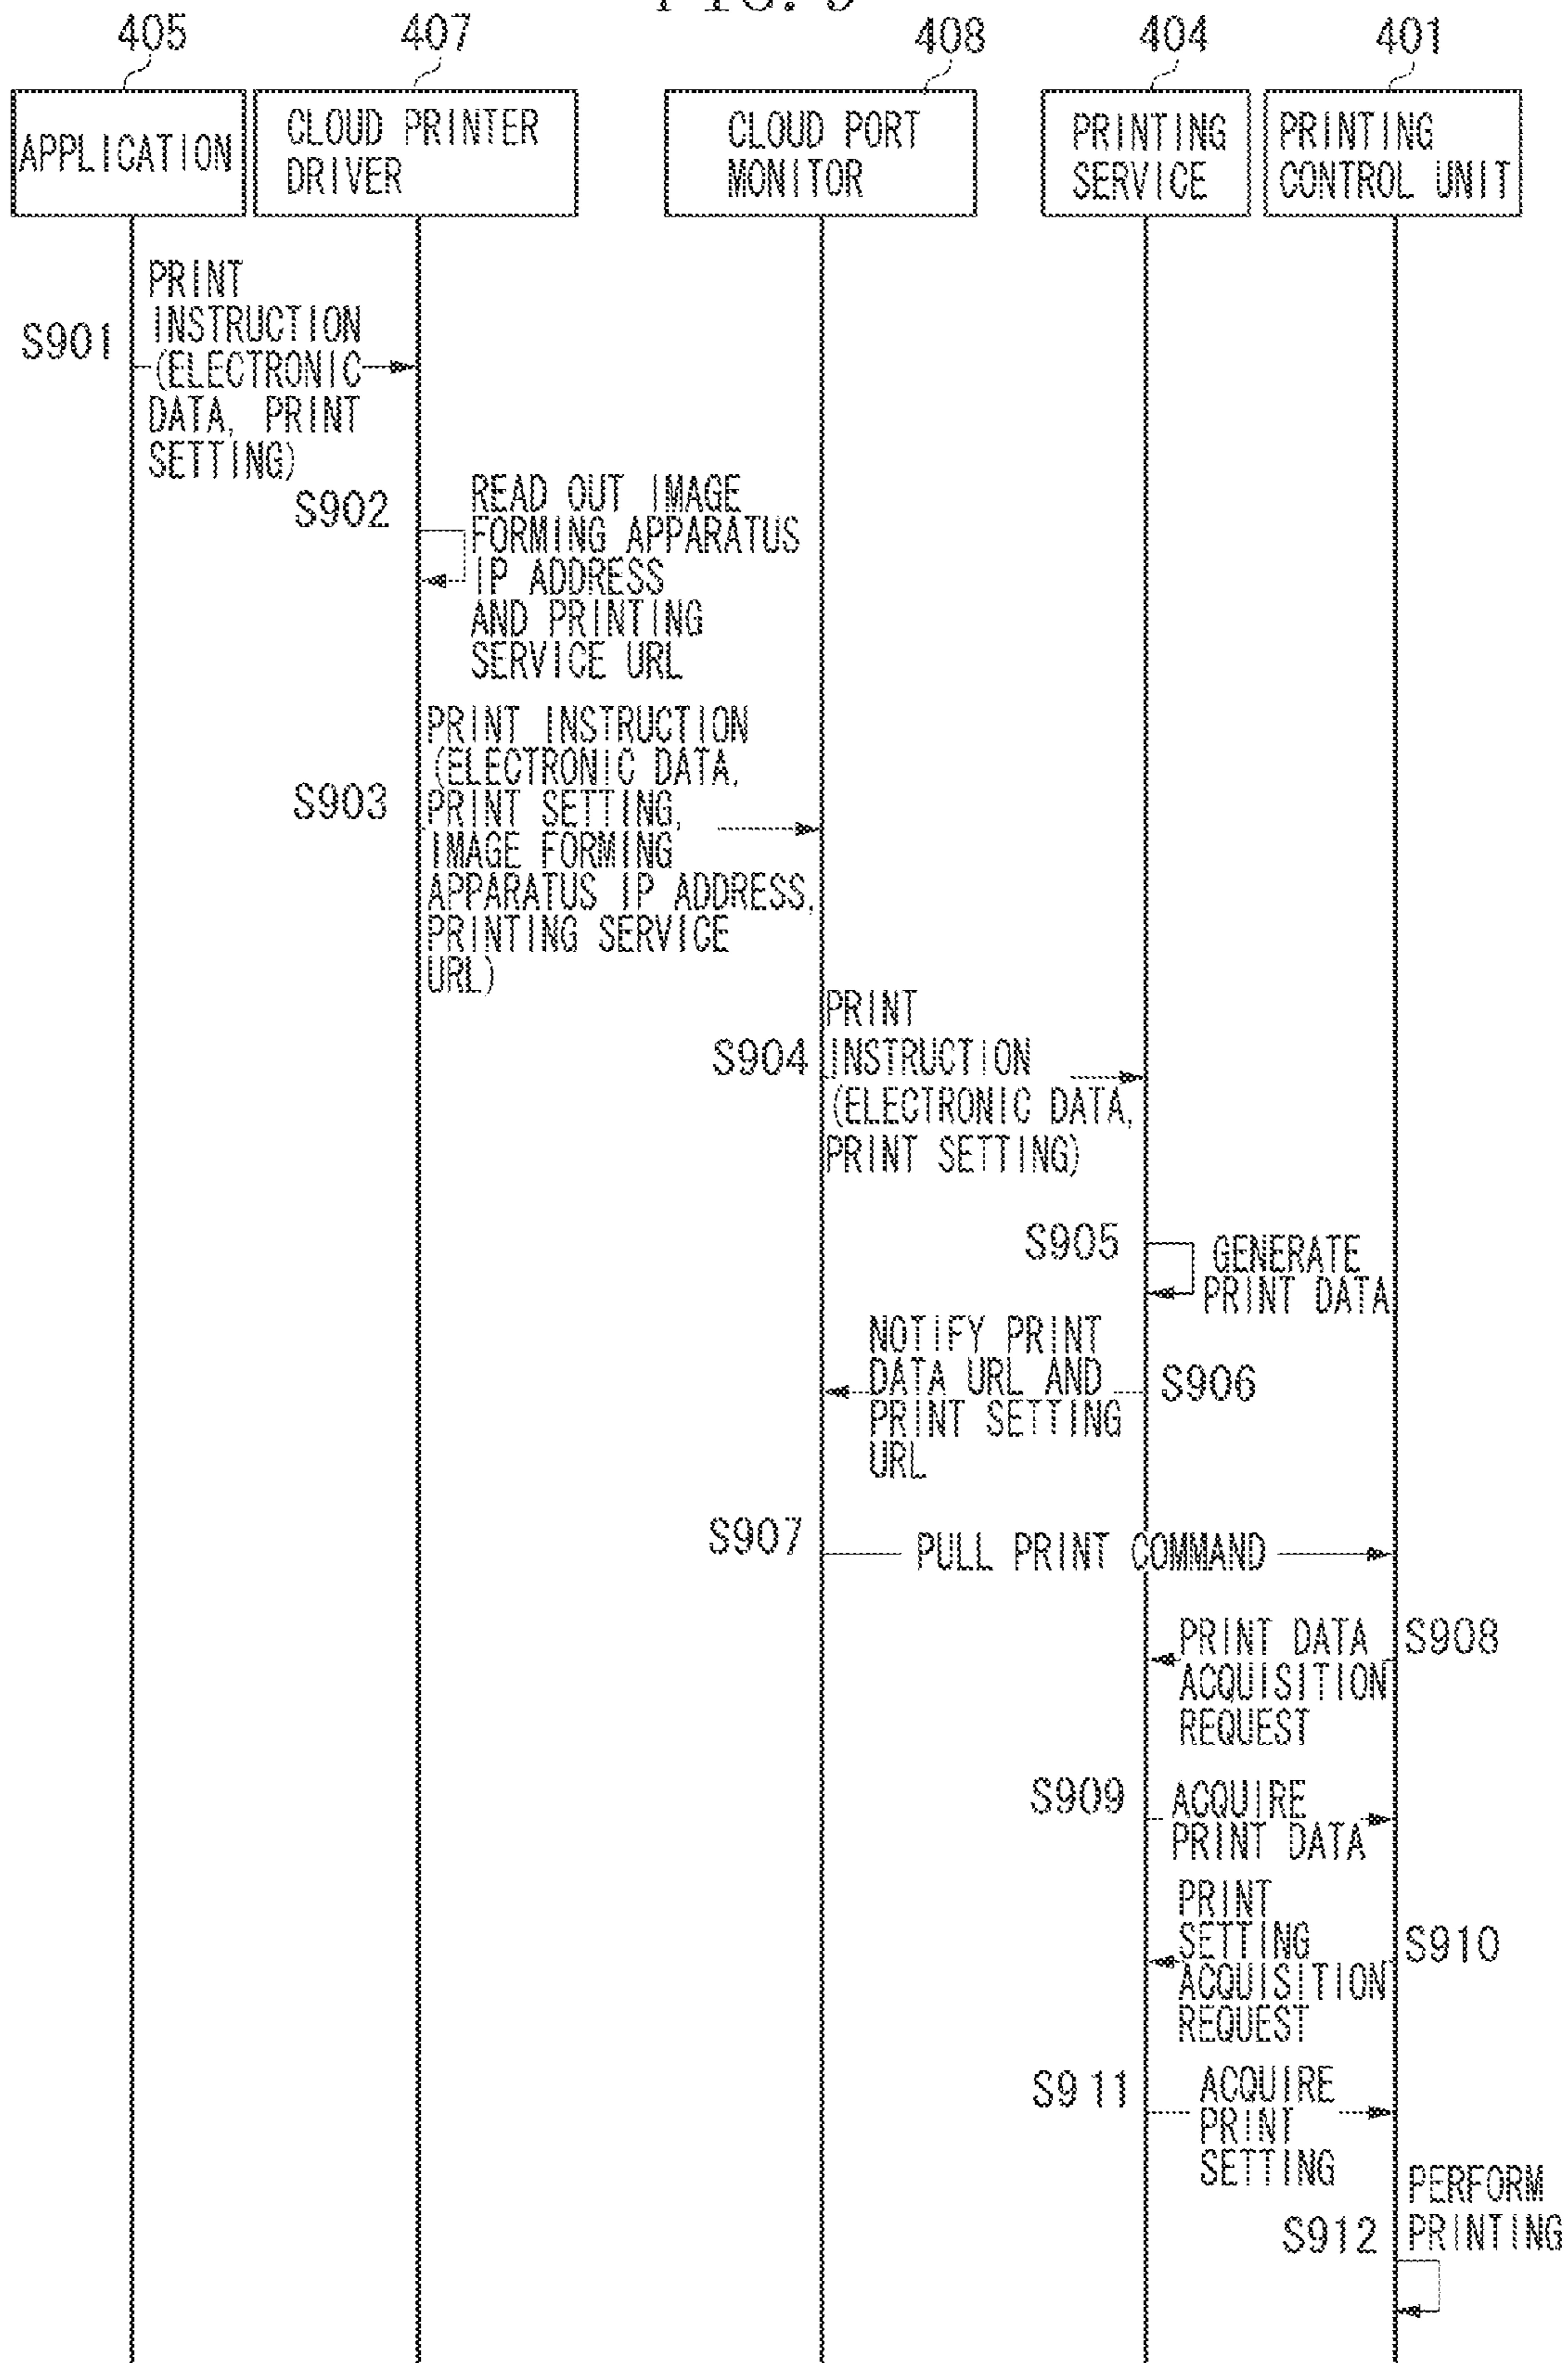 405
407
408
404
401
APPLICATION
CLOUD PRINTER
DRIVER
CLOUD PORT
MONITOR
PRINTING
SERVICE
PRINTING
CONTROL UNIT
S901
PRINT
INSTRUCTION
(ELECTRONIC
DATA, PRINT
SETTING)
S902
READ OUT IMAGE
FORMING APPARATUS
IP ADDRESS
AND PRINTING
SERVICE URL
S903
PRINT INSTRUCTION
(ELECTRONIC DATA,
PRINT SETTING,
IMAGE FORMING
APPARATUS IP ADDRESS,
PRINTING SERVICE
URL)
S904
PRINT
INSTRUCTION
(ELECTRONIC DATA,
PRINT SETTING)
S905
GENERATE
PRINT DATA
NOTIFY PRINT
DATA URL AND
PRINT SETTING
URL
S906
S907
PULL PRINT COMMAND
PRINT DATA
ACQUISITION
REQUEST
S908
S909
ACQUIRE
PRINT DATA
PRINT
SETTING
ACQUISITION
REQUEST
S910
S911
ACQUIRE
PRINT
SETTING
S912
PERFORM
PRINTING